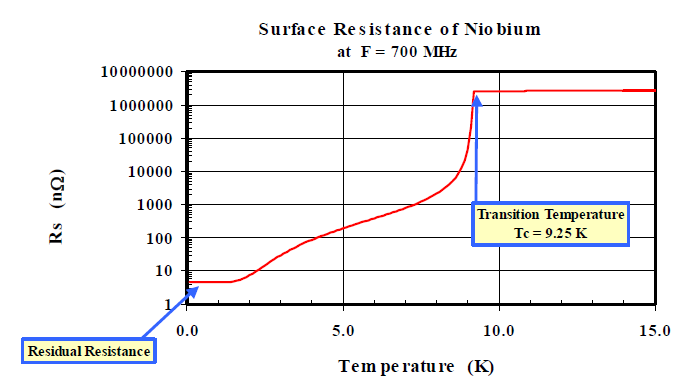 Surface Resistance of Niobium
at F = 700 MHz
10000000
1000000
100000
10000
1000
100
10
1
Rs (nΩ)
0.0 5.0 10.0 15.0
Temperature (K)
Transition Temperature
Tc = 9.25 K
Residual Resistance